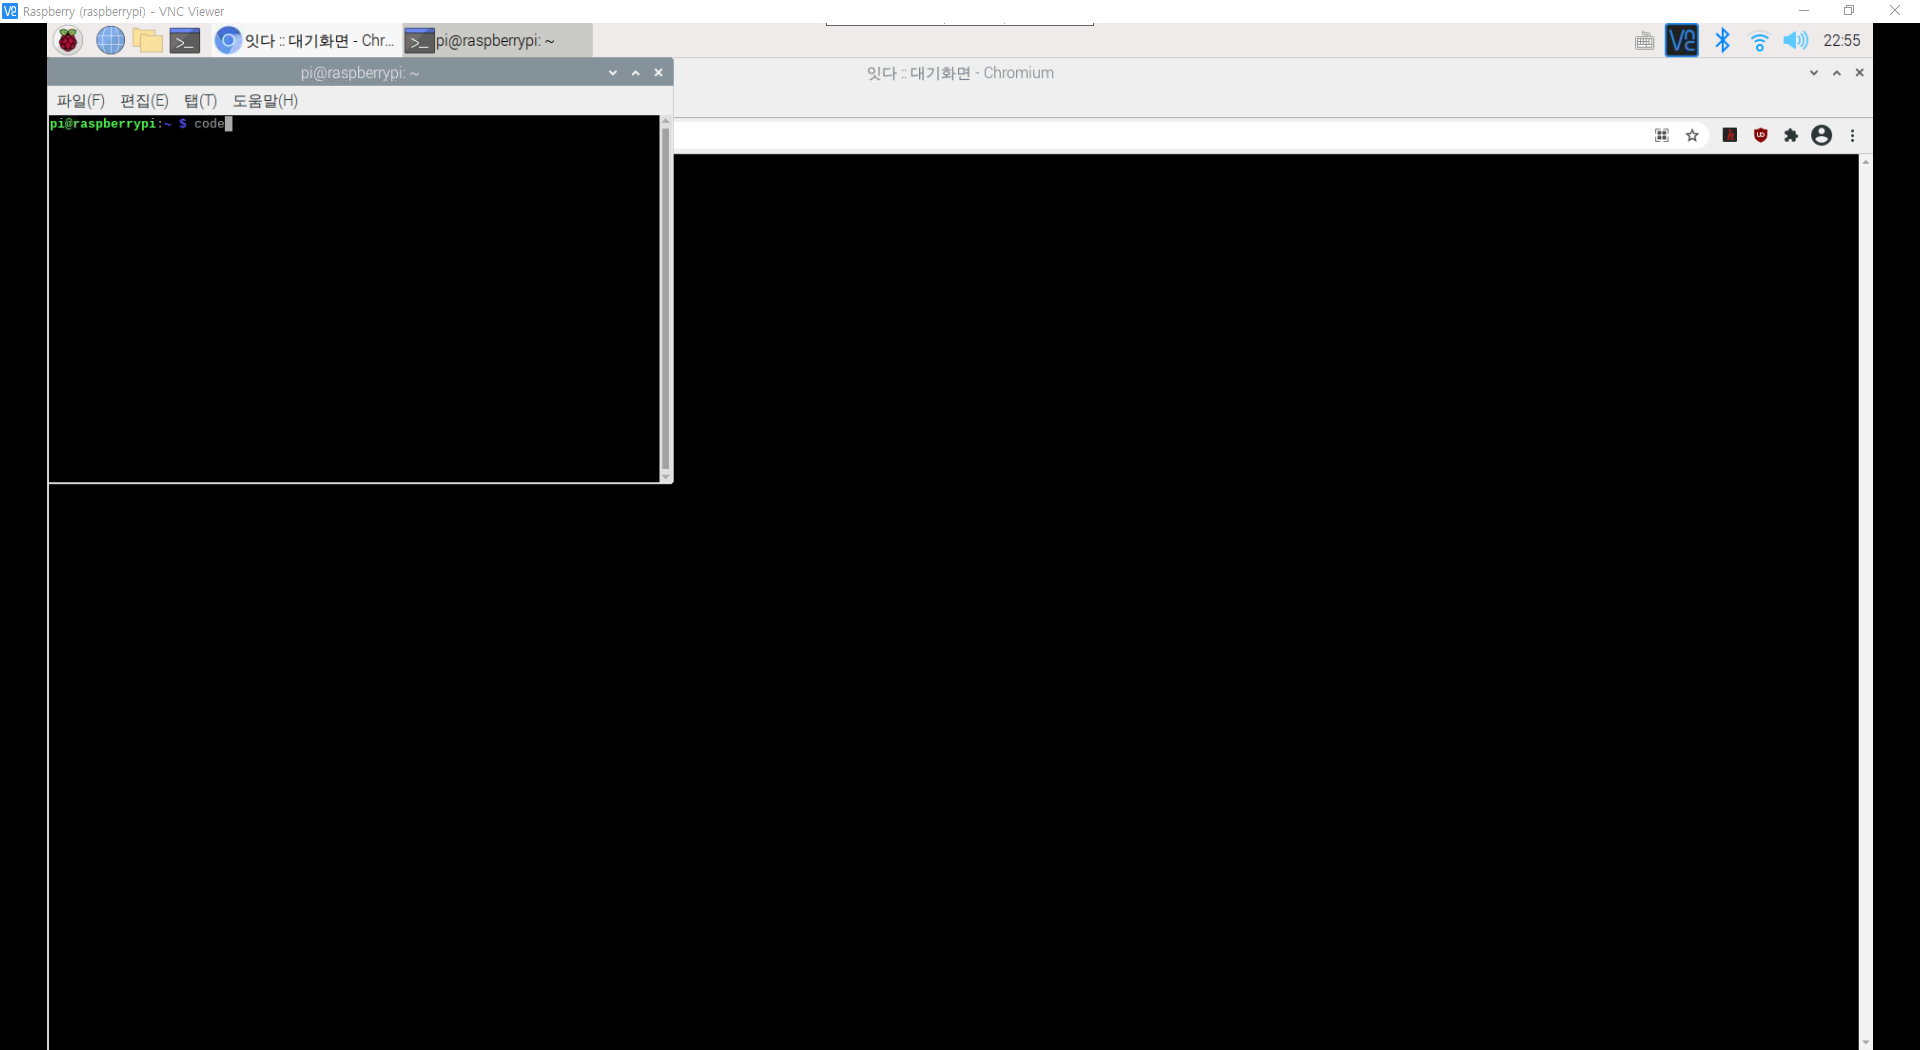 Raspberry (raspberrypi) - VNC Viewer
잇다 :: 대기화면 - Chr...
pi@raspberrypi: ~
22:55
pi@raspberrypi: ~
잇다 :: 대기화면 - Chromium
파일(F) 편집(E) 탭(T) 도움말(H)
pi@raspberrypi:~ $ code